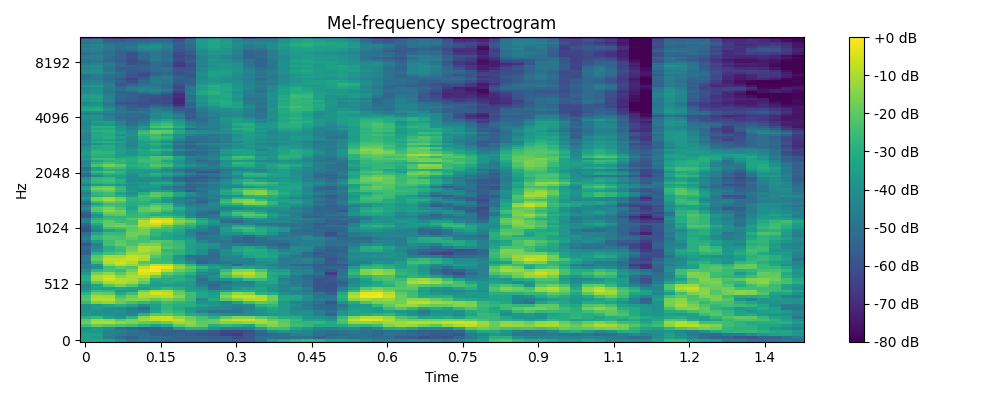 Mel-frequency spectrogram
8192
4096
2048
1024
512
0
Hz
0 0.15 0.3 0.45 0.6 0.75 0.9 1.1 1.2 1.4
Time
+0 dB
-10 dB
-20 dB
-30 dB
-40 dB
-50 dB
-60 dB
-70 dB
-80 dB